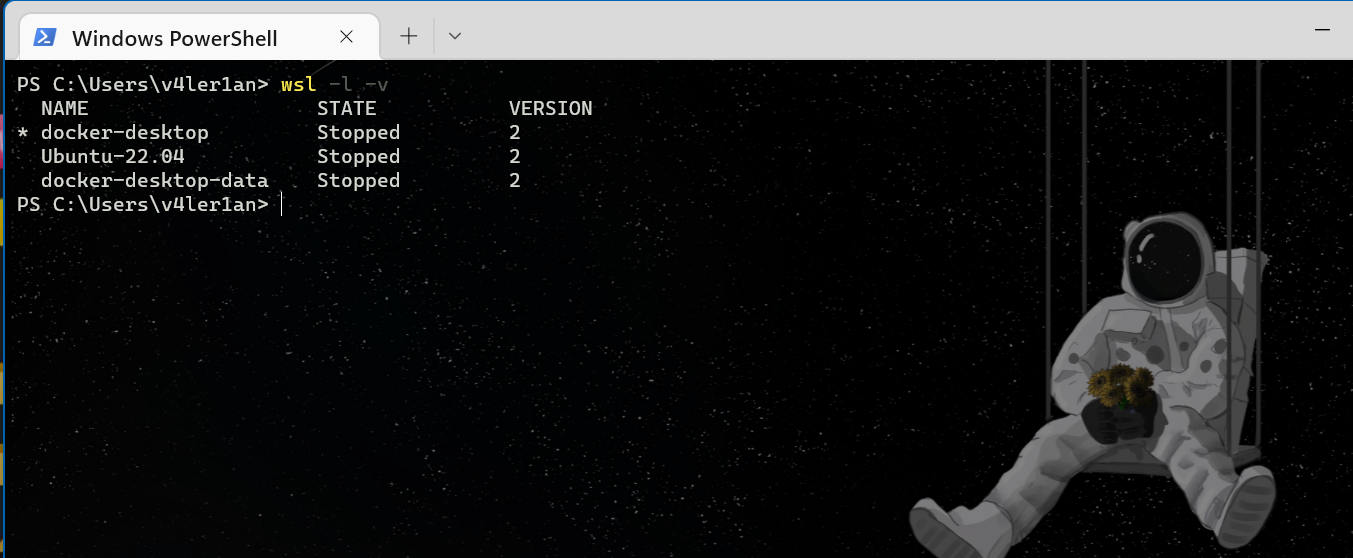 Windows PowerShell
PS C:\Users\v4ler1an> wsl -l -v
NAME STATE VERSION
* docker-desktop Stopped 2
Ubuntu-22.04 Stopped 2
docker-desktop-data Stopped 2
PS C:\Users\v4ler1an>